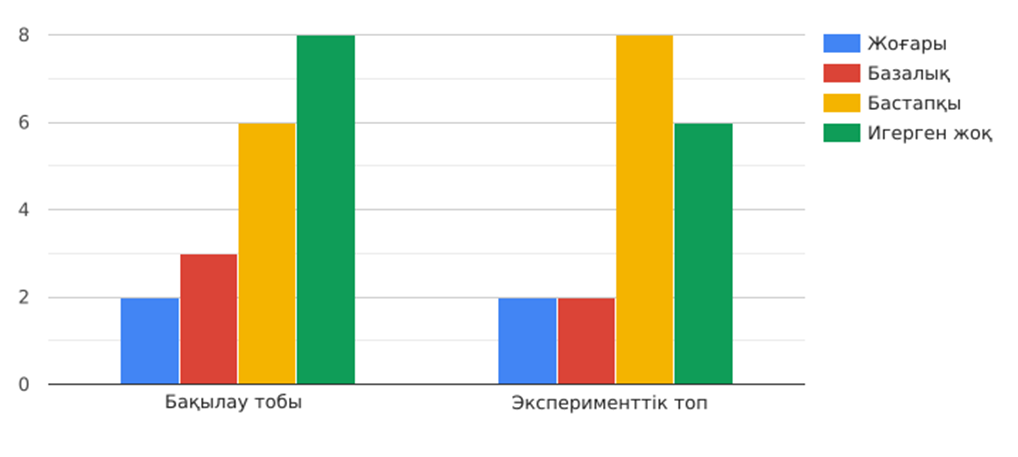 8
6
4
2
0
Бақылау тобы
Эксперименттік топ
Жоғары
Базалық
Бастапқы
Игерген жоқ